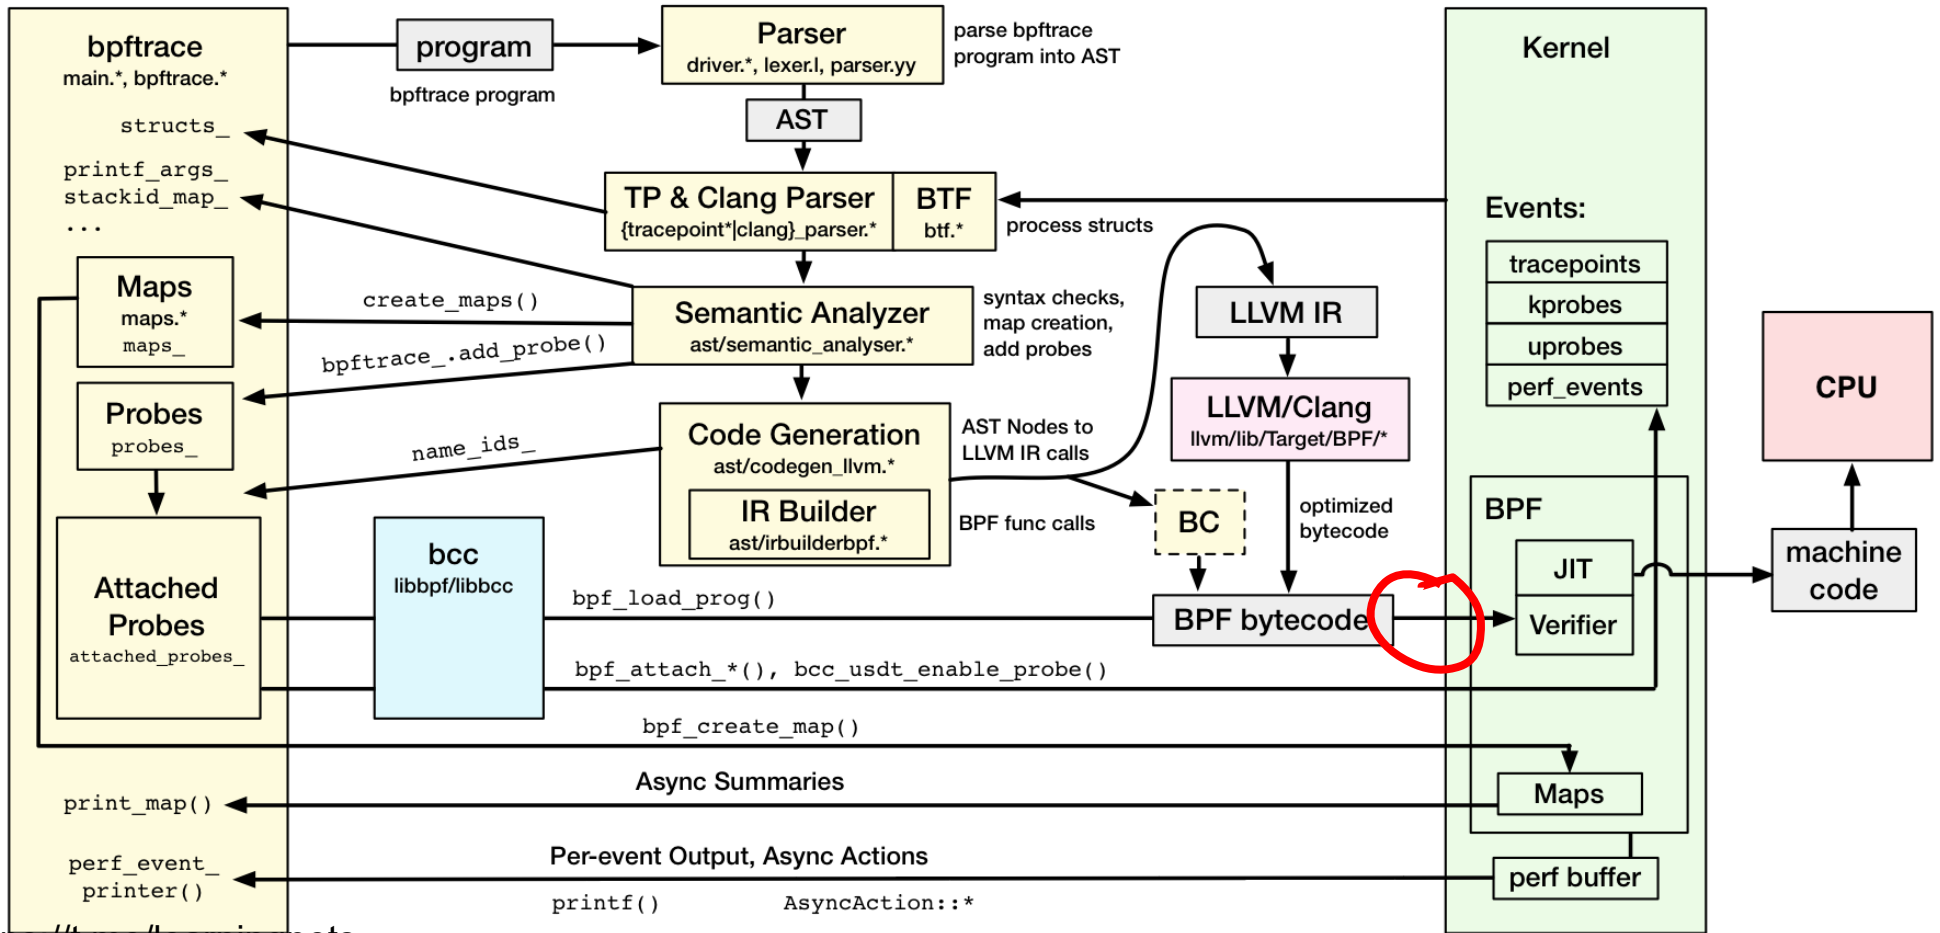 bpftrace
main.*, bpftrace.*
structs_
printf_args_
stackid_map_
...
Maps
maps.*
maps_
Probes
probes_
Attached
Probes
attached_probes_
print_map()
perf_event_
printer()
program
bpftrace program
Parser
driver.*, lexer.l, parser.yy
parse bpftrace
program into AST
AST
TP & Clang Parser
{tracepoint*|clang}_parser.*
BTF
btf.*
process structs
create_maps()
bpftrace_.add_probe()
Semantic Analyzer
ast/semantic_analyser.*
syntax checks,
map creation,
add probes
name_ids_
Code Generation
ast/codegen_llvm.*
IR Builder
ast/irbuilderbpf.*
AST Nodes to
LLVM IR calls
BPF func calls
LLVM IR
LLVM/Clang
llvm/lib/Target/BPF/*
optimized
bytecode
BC
BPF bytecode
bcc
libbpf/libbcc
bpf_load_prog()
bpf_attach_*(), bcc_usdt_enable_probe()
bpf_create_map()
Async Summaries
Per-event Output, Async Actions
printf()
AsyncAction::*
Kernel
Events:
tracepoints
kprobes
uprobes
perf_events
BPF
JIT
Verifier
Maps
perf buffer
CPU
machine
code